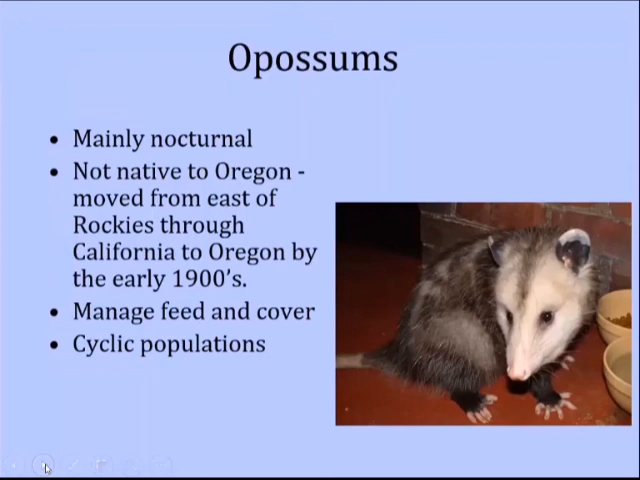 Opossums
• Mainly nocturnal
• Not native to Oregon -
moved from east of
Rockies through
California to Oregon by
the early 1900's.
• Manage feed and cover
• Cyclic populations